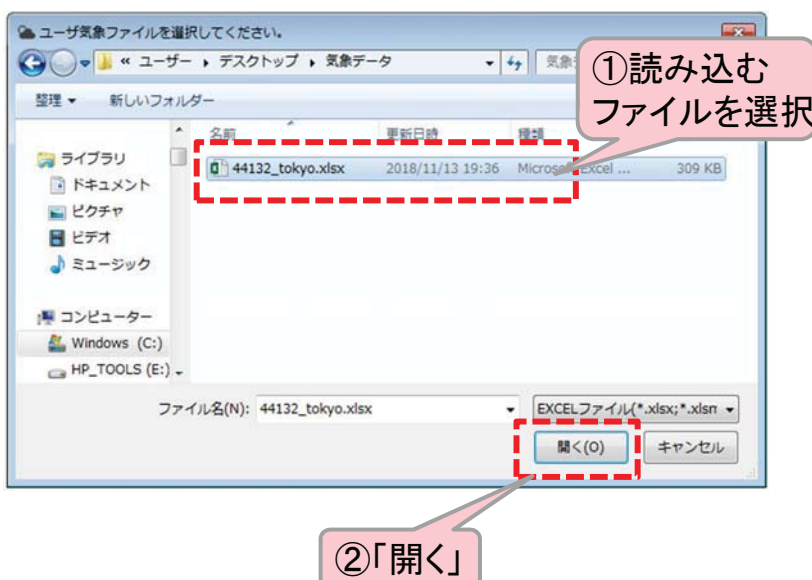 ユーザ気象ファイルを選択してください。
« ユーザー ▸ デスクトップ ▸ 気象データ
気象
①読み込む
ファイルを選択
整理 ▼ 新しいフォルダー
名前 更新日時 種類
44132_tokyo.xlsx 2018/11/13 19:36 Microsoft Excel ... 309 KB
ライブラリ
ドキュメント
ピクチャ
ビデオ
ミュージック
コンピューター
Windows (C:)
HP_TOOLS (E:)
ファイル名(N): 44132_tokyo.xlsx EXCELファイル(*.xlsx;*.xlsm
開く(O) キャンセル
②「開く」